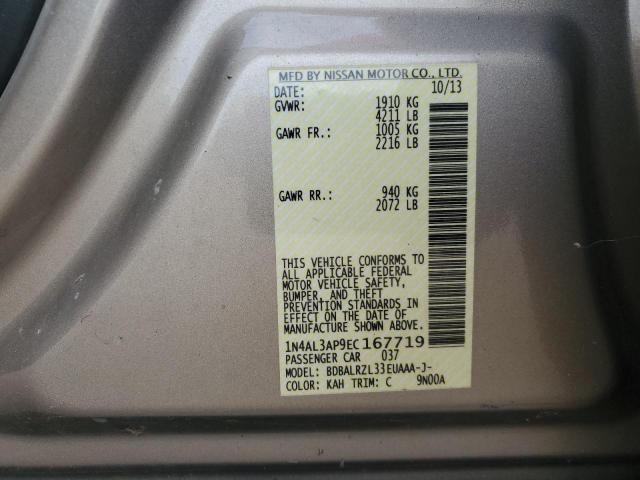 MFD BY NISSAN MOTOR CO., LTD.
DATE: 10/13
GVWR: 1910 KG
4211 LB
GAWR FR.: 1005 KG
2216 LB
GAWR RR.: 940 KG
2072 LB
THIS VEHICLE CONFORMS TO
ALL APPLICABLE FEDERAL
MOTOR VEHICLE SAFETY,
BUMPER, AND THEFT
PREVENTION STANDARDS
IN EFFECT ON THE DATE OF
MANUFACTURE SHOWN ABOVE.
1N4AL3AP9EC167719
PASSENGER CAR 037
MODEL: BDBALRZL33EUAAA-J-
COLOR: KAH TRIM: C 9N00A